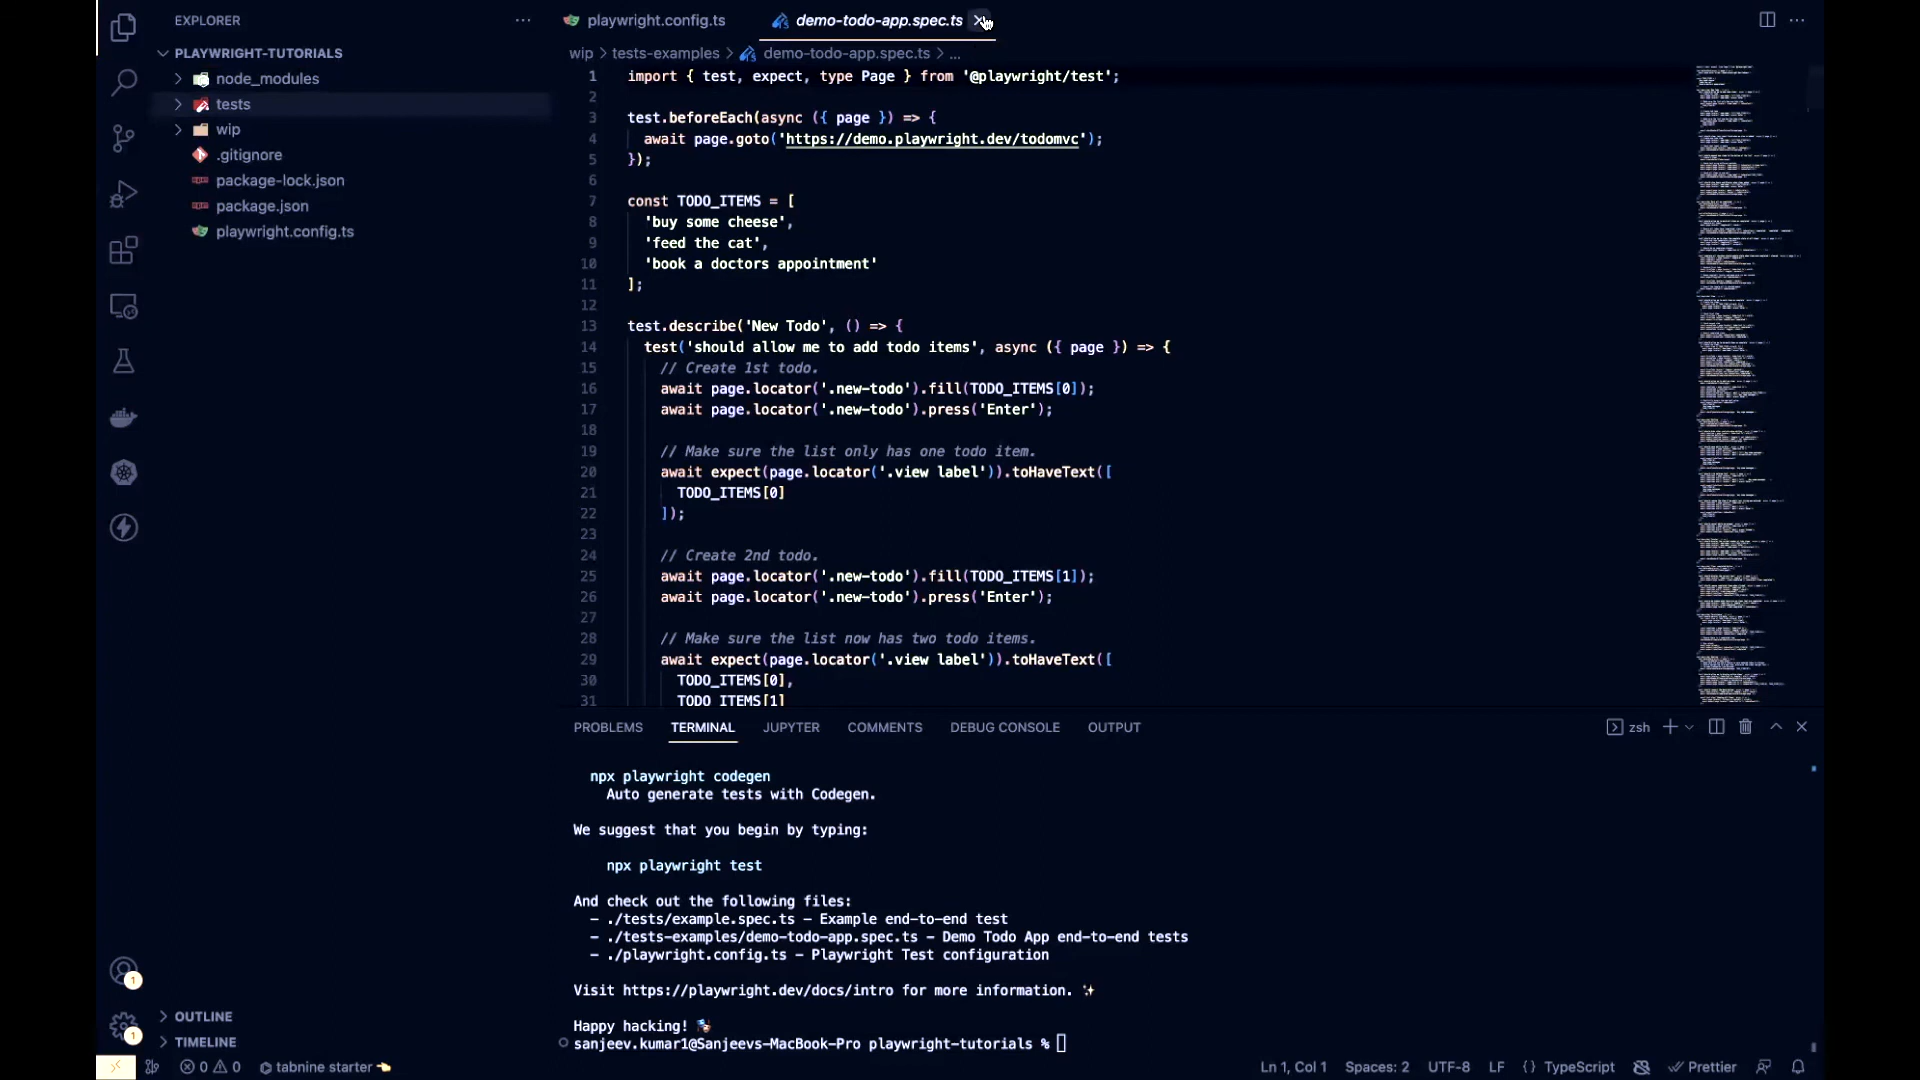 EXPLORER
PLAYWRIGHT-TUTORIALS
node_modules
tests
wip
.gitignore
package-lock.json
package.json
playwright.config.ts
OUTLINE
TIMELINE
1
1
playwright.config.ts
demo-todo-app.spec.ts
wip > tests-examples > demo-todo-app.spec.ts > ...
1 import { test, expect, type Page } from '@playwright/test';
2
3 test.beforeEach(async ({ page }) => {
4 await page.goto('https://demo.playwright.dev/todomvc');
5 });
6
7 const TODO_ITEMS = [
8 'buy some cheese',
9 'feed the cat',
10 'book a doctors appointment'
11 ];
12
13 test.describe('New Todo', () => {
14 test('should allow me to add todo items', async ({ page }) => {
15 // Create 1st todo.
16 await page.locator('.new-todo').fill(TODO_ITEMS[0]);
17 await page.locator('.new-todo').press('Enter');
18
19 // Make sure the list only has one todo item.
20 await expect(page.locator('.view label')).toHaveText([
21 TODO_ITEMS[0]
22 ]);
23
24 // Create 2nd todo.
25 await page.locator('.new-todo').fill(TODO_ITEMS[1]);
26 await page.locator('.new-todo').press('Enter');
27
28 // Make sure the list now has two todo items.
29 await expect(page.locator('.view label')).toHaveText([
30 TODO_ITEMS[0],
31 TODO_ITEMS[1]
PROBLEMS TERMINAL JUPYTER COMMENTS DEBUG CONSOLE OUTPUT zsh
npx playwright codegen
Auto generate tests with Codegen.
We suggest that you begin by typing:
npx playwright test
And check out the following files:
- ./tests/example.spec.ts - Example end-to-end test
- ./tests-examples/demo-todo-app.spec.ts - Demo Todo App end-to-end tests
- ./playwright.config.ts - Playwright Test configuration
Visit https://playwright.dev/docs/intro for more information. ✨
Happy hacking! 🎭
sanjeev.kumar1@Sanjeevs-MacBook-Pro playwright-tutorials %
0 0 tabnine starter 👈 Ln 1, Col 1 Spaces: 2 UTF-8 LF {} TypeScript Prettier